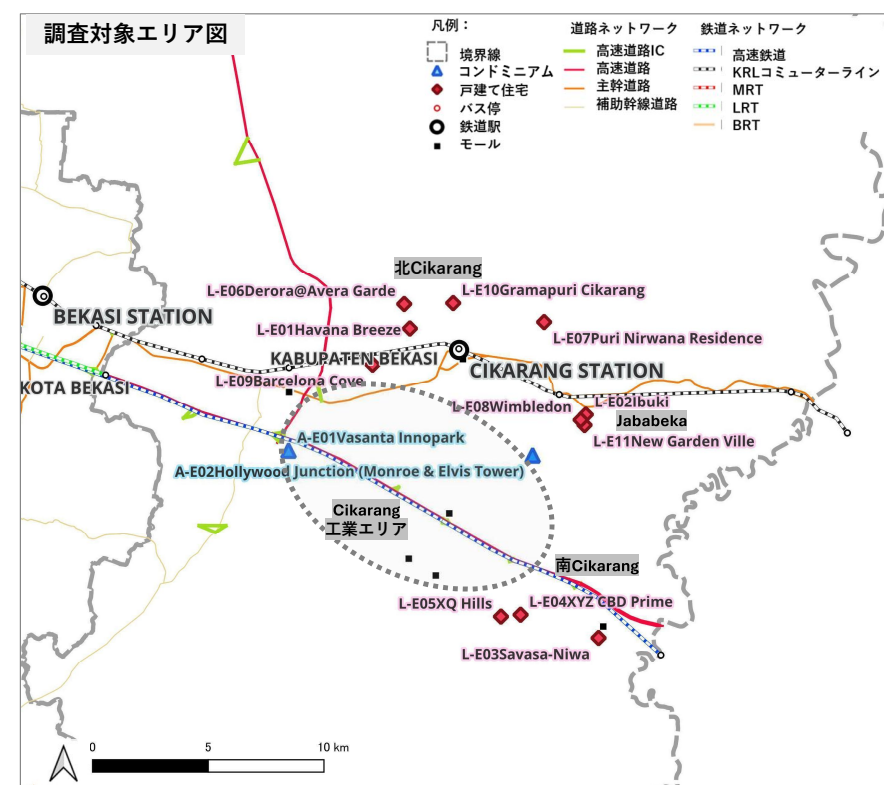 調査対象エリア図
凡例：
境界線
コンドミニアム
戸建て住宅
バス停
鉄道駅
モール
道路ネットワーク
高速道路IC
高速道路
主幹道路
補助幹線道路
鉄道ネットワーク
高速鉄道
KRLコミューターライン
MRT
LRT
BRT
北Cikarang
L-E06Derora@Avera Garde
L-E10Gramapuri Cikarang
BEKASI STATION
L-E01Havana Breeze
L-E07Puri Nirwana Residence
KABUPATEN BEKASI
CIKARANG STATION
KOTA BEKASI
L-E09Barcelona Cove
L-E08Wimbledon
L-E02Ibuki
Jababeka
L-E11New Garden Ville
A-E01Vasanta Innopark
A-E02Hollywood Junction (Monroe & Elvis Tower)
Cikarang
工業エリア
南Cikarang
L-E05XQ Hills
L-E04XYZ CBD Prime
L-E03Savasa-Niwa
0 5 10 km